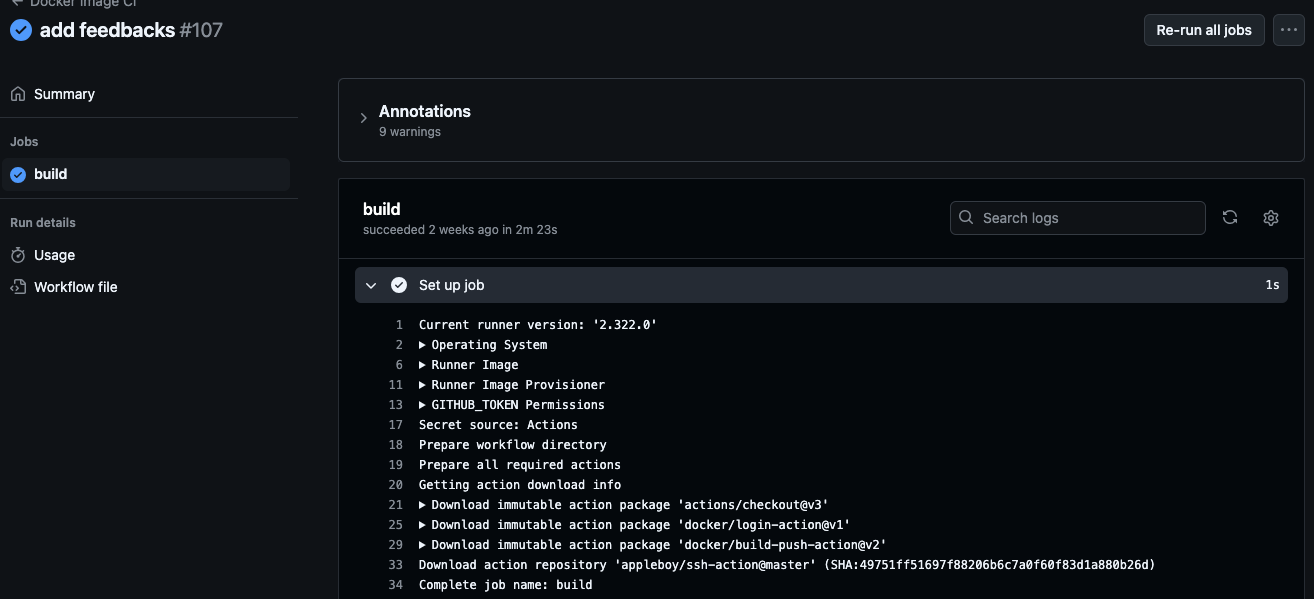 Docker Image CI
add feedbacks #107
Re-run all jobs
Summary
Jobs
build
Run details
Usage
Workflow file
Annotations
9 warnings
build
succeeded 2 weeks ago in 2m 23s
Search logs
Set up job 1s
1 Current runner version: '2.322.0'
2 Operating System
6 Runner Image
11 Runner Image Provisioner
13 GITHUB_TOKEN Permissions
17 Secret source: Actions
18 Prepare workflow directory
19 Prepare all required actions
20 Getting action download info
21 Download immutable action package 'actions/checkout@v3'
25 Download immutable action package 'docker/login-action@v1'
29 Download immutable action package 'docker/build-push-action@v2'
33 Download action repository 'appleboy/ssh-action@master' (SHA:49751ff51697f88206b6c7a0f60f83d1a880b26d)
34 Complete job name: build